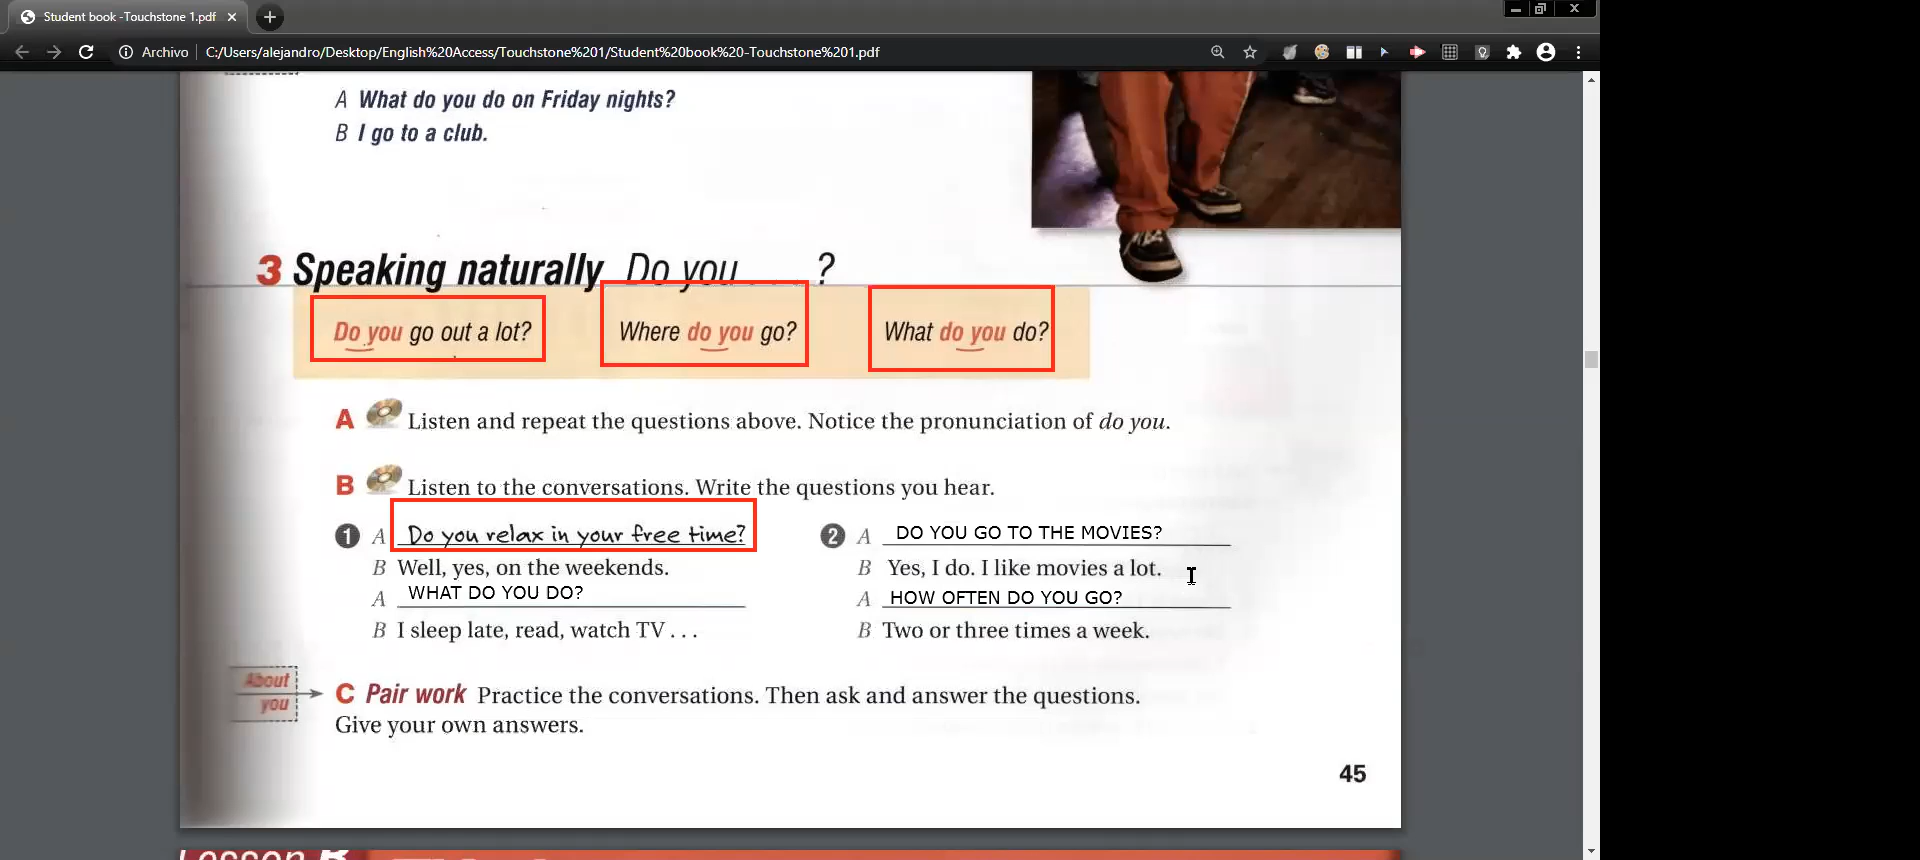 Student book -Touchstone 1.pdf
Archivo C:/Users/alejandro/Desktop/English%20Access/Touchstone%201/Student%20book%20-Touchstone%201.pdf
A What do you do on Friday nights?
B I go to a club.
3 Speaking naturally Do you . . . ?
Do you go out a lot? Where do you go? What do you do?
A Listen and repeat the questions above. Notice the pronunciation of do you.
B Listen to the conversations. Write the questions you hear.
1 A Do you relax in your free time?
B Well, yes, on the weekends.
A WHAT DO YOU DO?
B I sleep late, read, watch TV . . .
2 A DO YOU GO TO THE MOVIES?
B Yes, I do. I like movies a lot.
A HOW OFTEN DO YOU GO?
B Two or three times a week.
About
you
C Pair work Practice the conversations. Then ask and answer the questions.
Give your own answers.
45
Lesson B